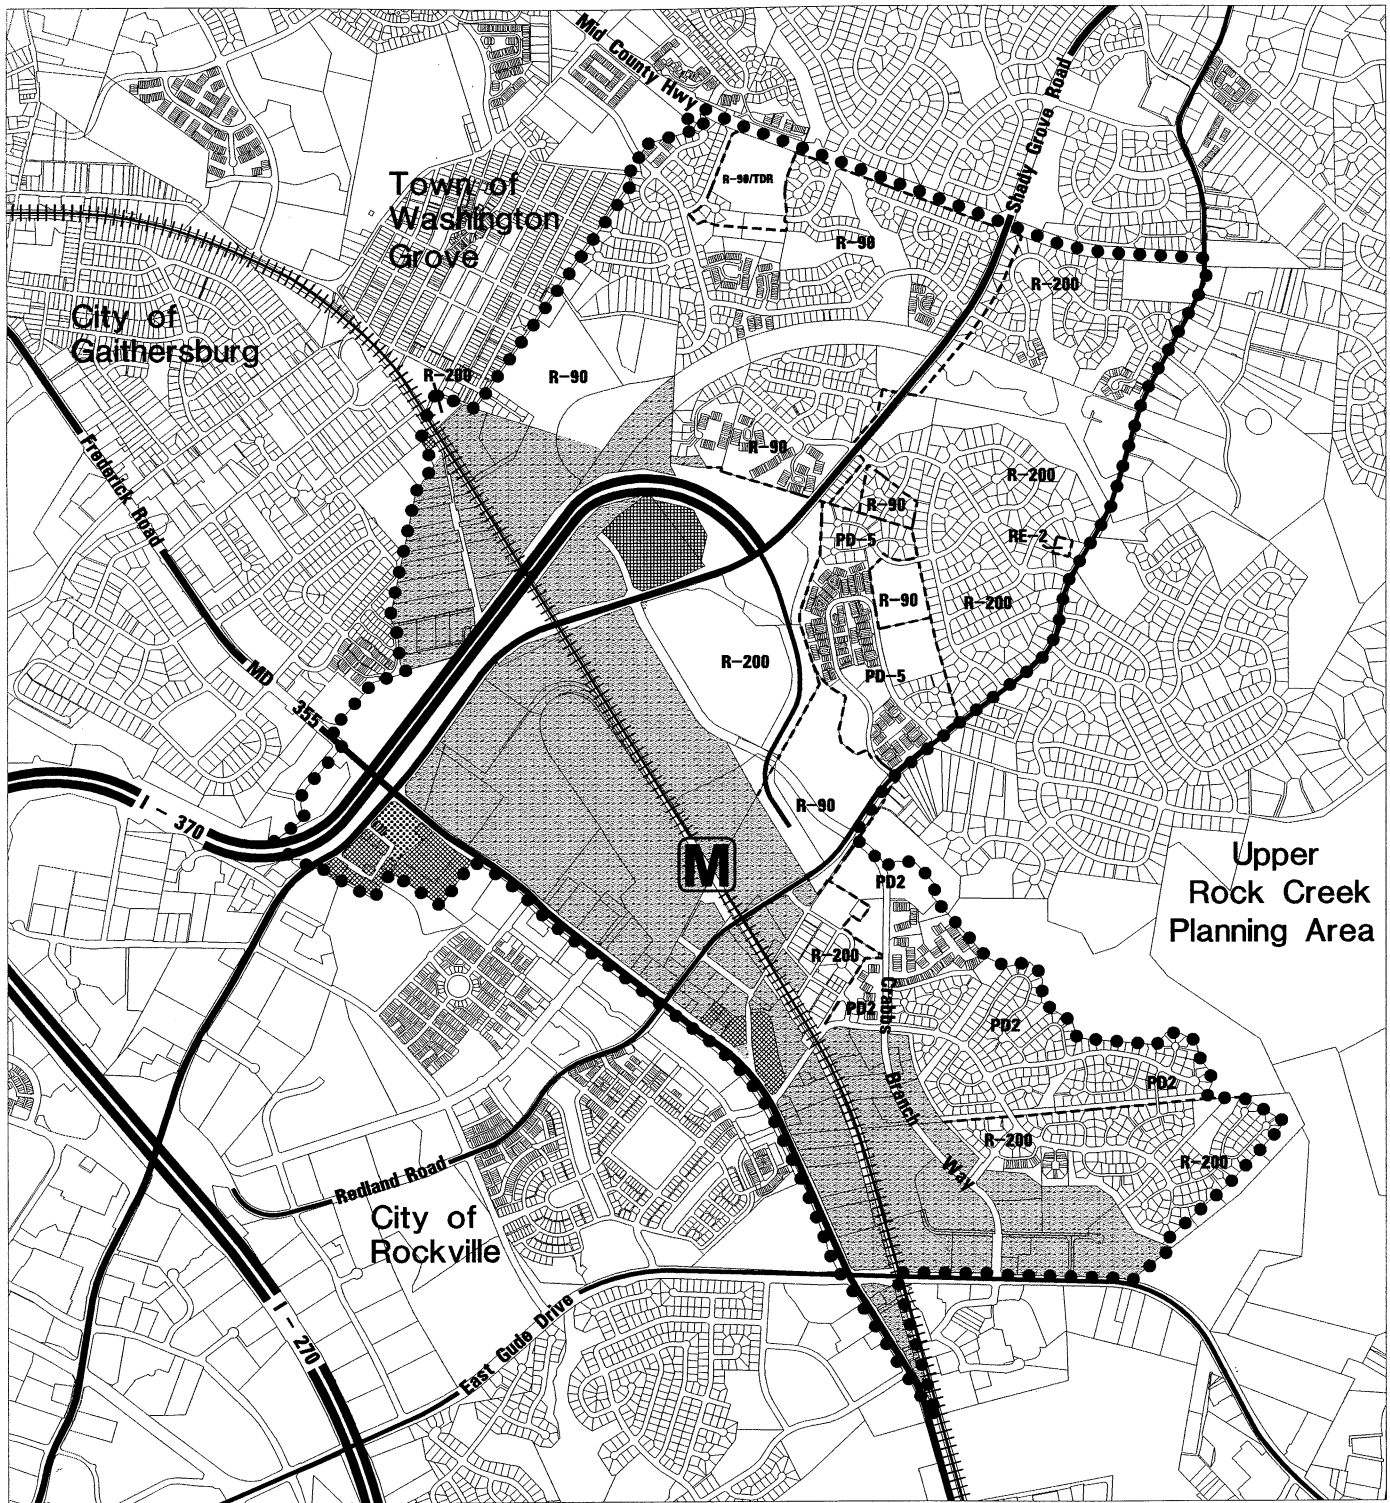 Mid County Hwy
Shady Grove Road
Town of
Washington
Grove
R-90/TDR
R-90
R-200
City of
Gaithersburg
R-200
R-90
Frederick Road
R-90
R-200
R-90
PD-5
RE-2
R-90
R-200
R-200
PD-5
MD
355
I-370
R-90
M
Upper
Rock Creek
Planning Area
PD2
R-200
PD2
Crabbs
Branch
Way
PD2
PD2
R-200
R-200
Redland Road
City of
Rockville
East Gude Drive
I-270